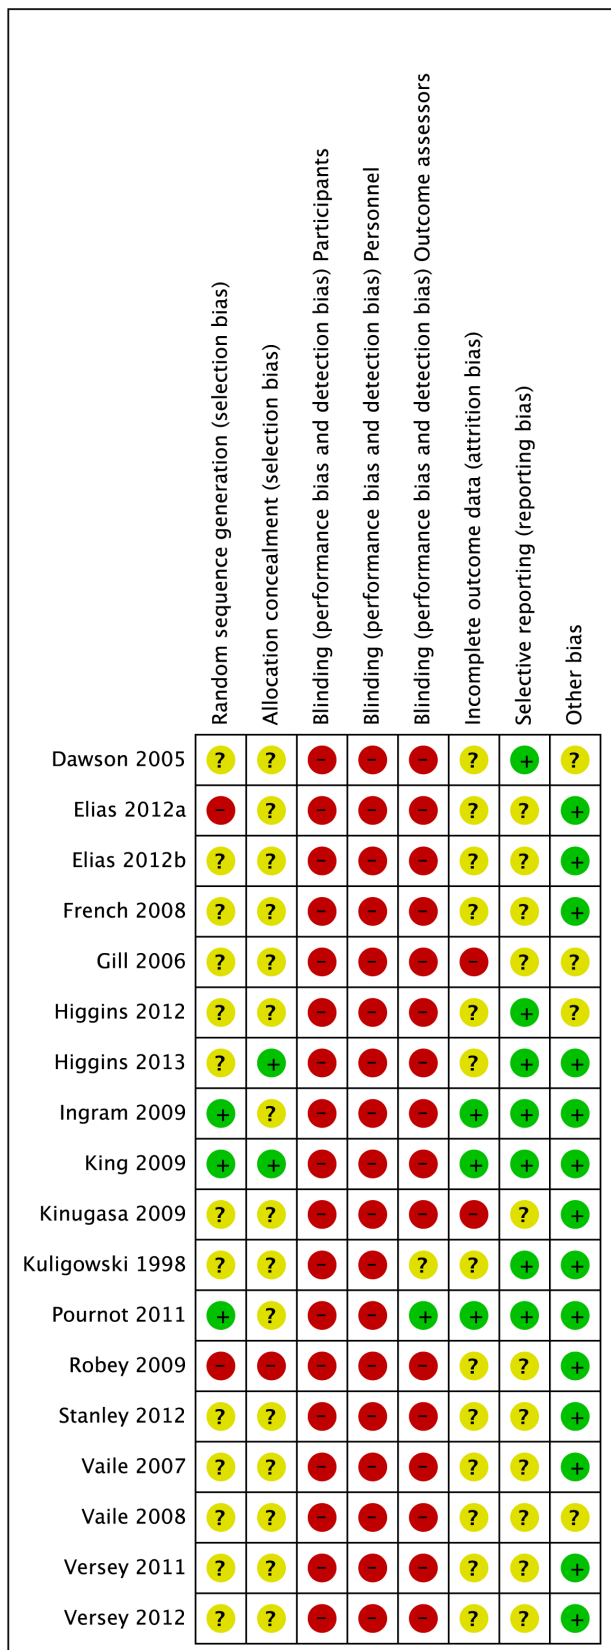 Random sequence generation (selection bias)
Allocation concealment (selection bias)
Blinding (performance bias and detection bias) Participants
Blinding (performance bias and detection bias) Personnel
Blinding (performance bias and detection bias) Outcome assessors
Incomplete outcome data (attrition bias)
Selective reporting (reporting bias)
Other bias
Dawson 2005 ? ? – – – ? + ?
Elias 2012a – ? – – – ? ? +
Elias 2012b ? ? – – – ? ? +
French 2008 ? ? – – – ? ? +
Gill 2006 ? ? – – – – ? ?
Higgins 2012 ? ? – – – ? + ?
Higgins 2013 ? + – – – ? + +
Ingram 2009 + ? – – – + + +
King 2009 + + – – – + + +
Kinugasa 2009 ? ? – – – – ? +
Kuligowski 1998 ? ? – – ? ? + +
Pournot 2011 + ? – – + + + +
Robey 2009 – – – – – ? ? +
Stanley 2012 ? ? – – – ? ? +
Vaile 2007 ? ? – – – ? ? +
Vaile 2008 ? ? – – – ? ? ?
Versey 2011 ? ? – – – ? ? +
Versey 2012 ? ? – – – ? ? +